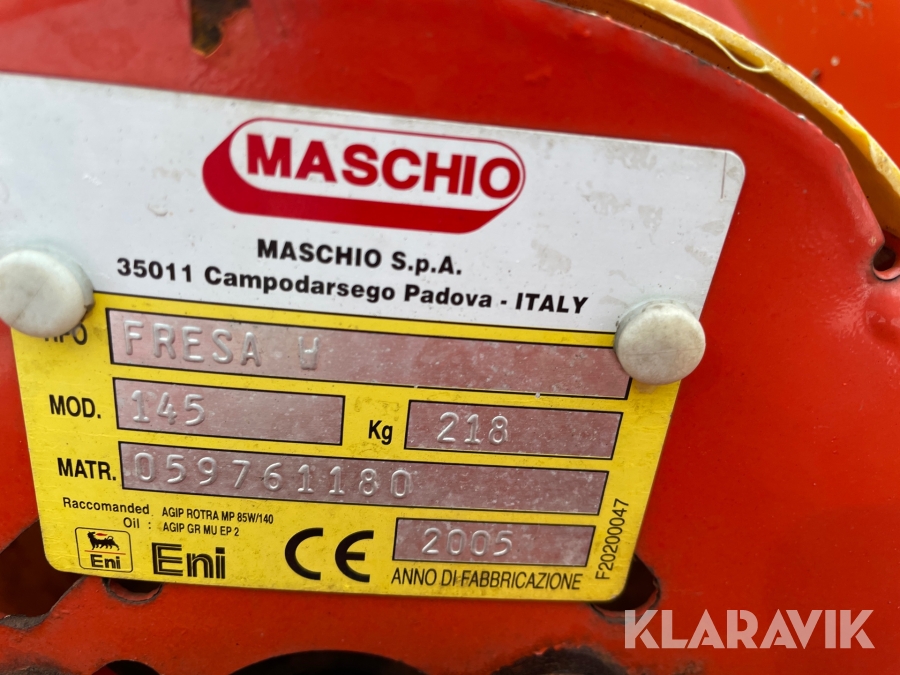 MASCHIO
MASCHIO S.p.A.
35011 Campodarsego Padova - ITALY
TIPO FRESA W
MOD. 145 Kg 218
MATR. 059761180
Raccomanded AGIP ROTRA MP 85W/140
Oil : AGIP GR MU EP 2
Eni Eni CE 2005
ANNO DI FABBRICAZIONE
F20200047
KLARAVIK